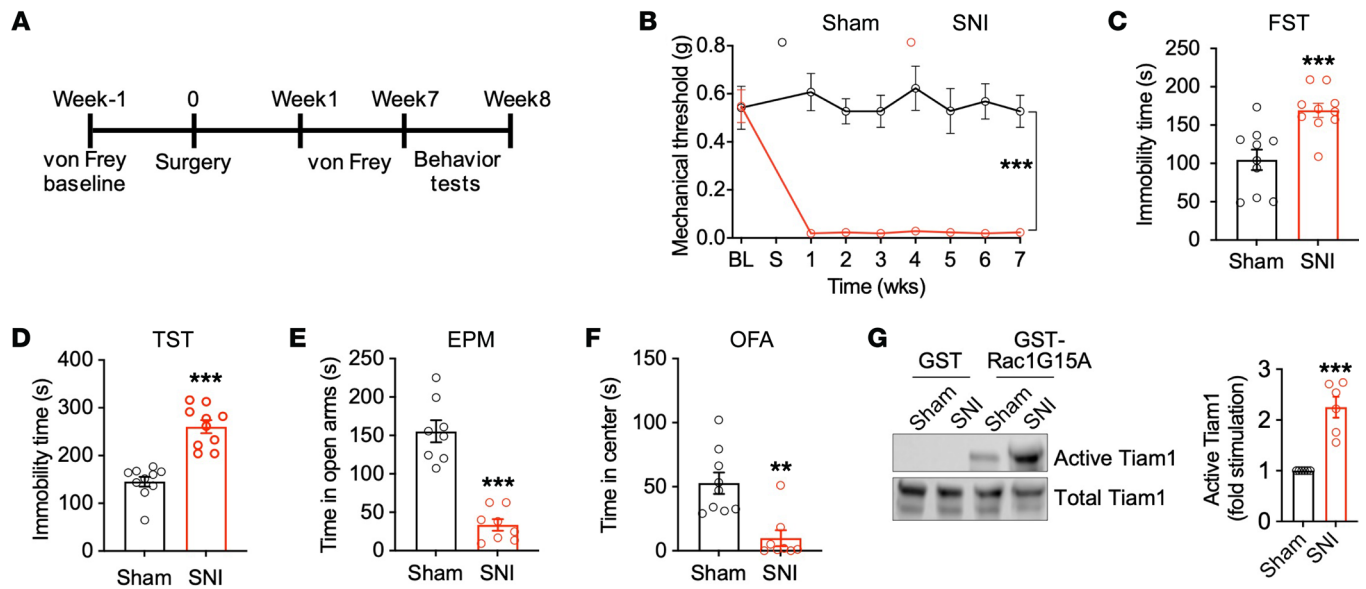 A
Week-1 0 Week1 Week7 Week8
von Frey
baseline
Surgery
von Frey
Behavior
tests
B
Sham SNI
Mechanical threshold (g)
0.8
0.6
0.4
0.2
0.0
***
BL S 1 2 3 4 5 6 7
Time (wks)
C
FST
Immobility time (s)
250
200
150
100
50
0
***
Sham SNI
D
TST
Immobility time (s)
400
300
200
100
0
***
Sham SNI
E
EPM
Time in open arms (s)
250
200
150
100
50
0
***
Sham SNI
F
OFA
Time in center (s)
150
100
50
0
**
Sham SNI
G
GST
GST-
Rac1G15A
Sham SNI Sham SNI
Active Tiam1
Total Tiam1
Active Tiam1
(fold stimulation)
3
2
1
0
***
Sham SNI